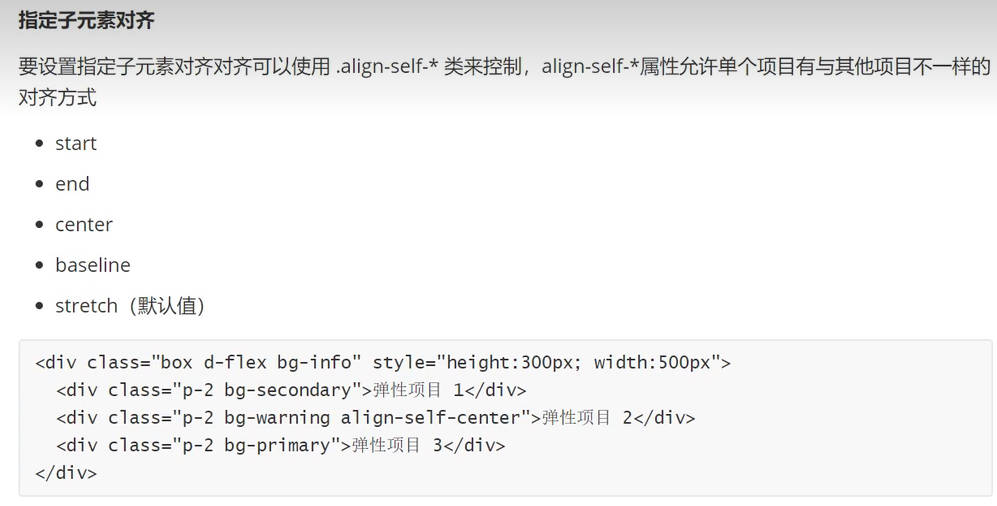 指定子元素对齐
要设置指定子元素对齐对齐可以使用 .align-self-* 类来控制，align-self-*属性允许单个项目有与其他项目不一样的
对齐方式
• start
• end
• center
• baseline
• stretch（默认值）
<div class="box d-flex bg-info" style="height:300px; width:500px">
  <div class="p-2 bg-secondary">弹性项目 1</div>
  <div class="p-2 bg-warning align-self-center">弹性项目 2</div>
  <div class="p-2 bg-primary">弹性项目 3</div>
</div>